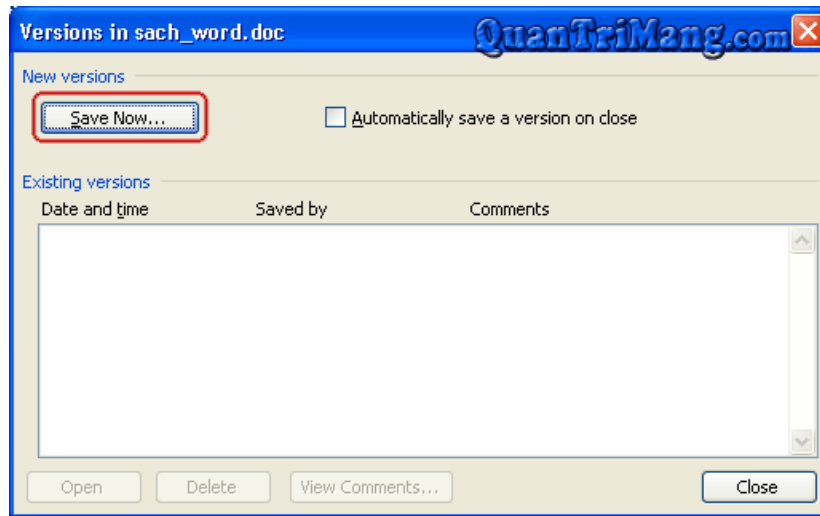 Versions in sach_word.doc
QuanTriMang.com
New versions
Save Now...
Automatically save a version on close
Existing versions
Date and time Saved by Comments
Open Delete View Comments... Close